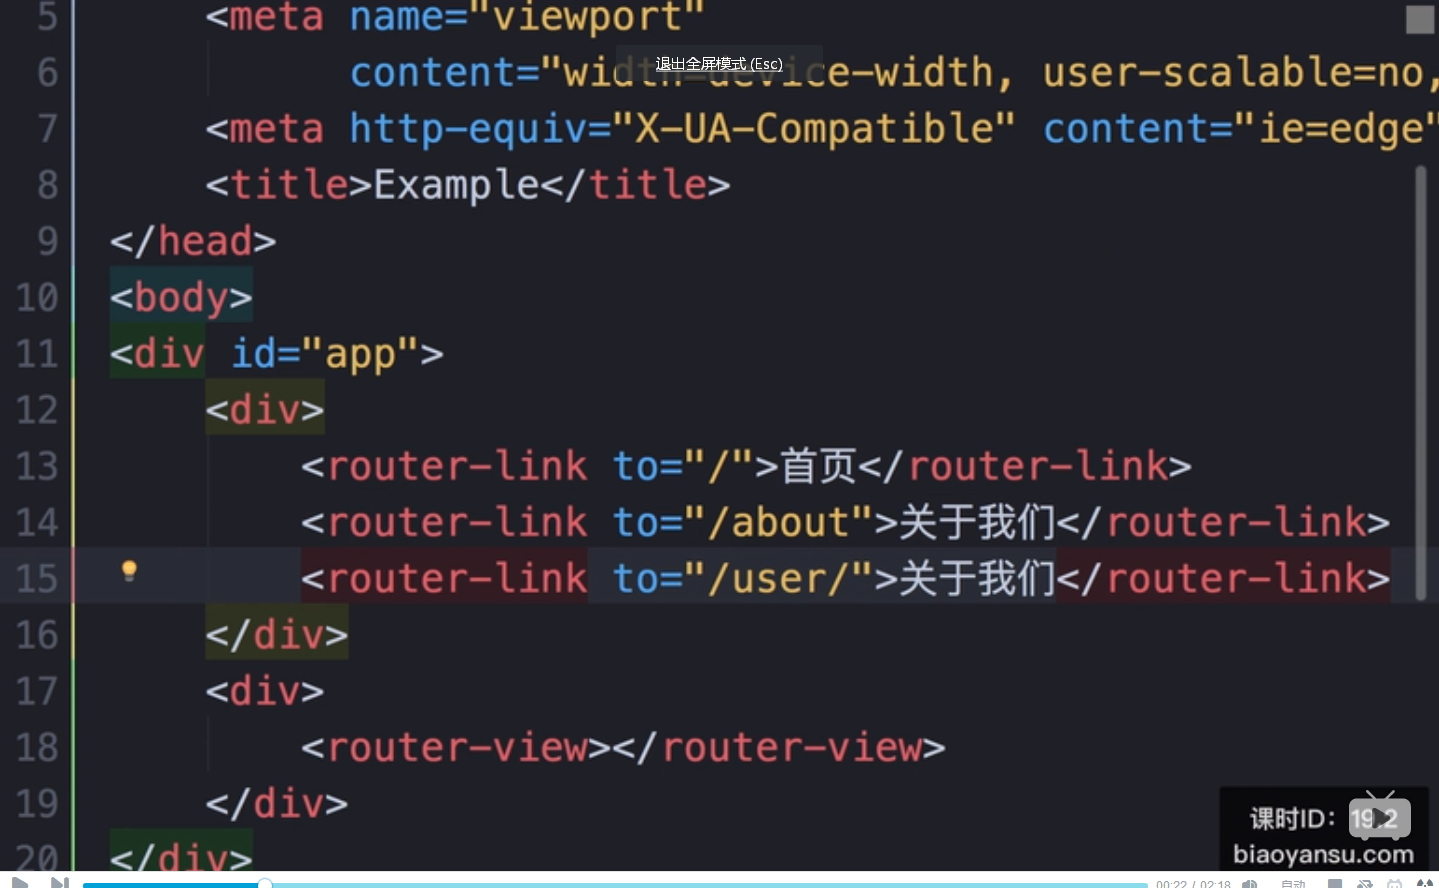 5 <meta name="viewport"
退出全屏模式 (Esc)
6 content="width=device-width, user-scalable=no,
7 <meta http-equiv="X-UA-Compatible" content="ie=edge"
8 <title>Example</title>
9 </head>
10 <body>
11 <div id="app">
12 <div>
13 <router-link to="/">首页</router-link>
14 <router-link to="/about">关于我们</router-link>
15 <router-link to="/user/">关于我们</router-link>
16 </div>
17 <div>
18 <router-view></router-view>
19 </div>
20 </div>
课时ID: 19.2
biaoyansu.com
00:22 / 02:18 自动